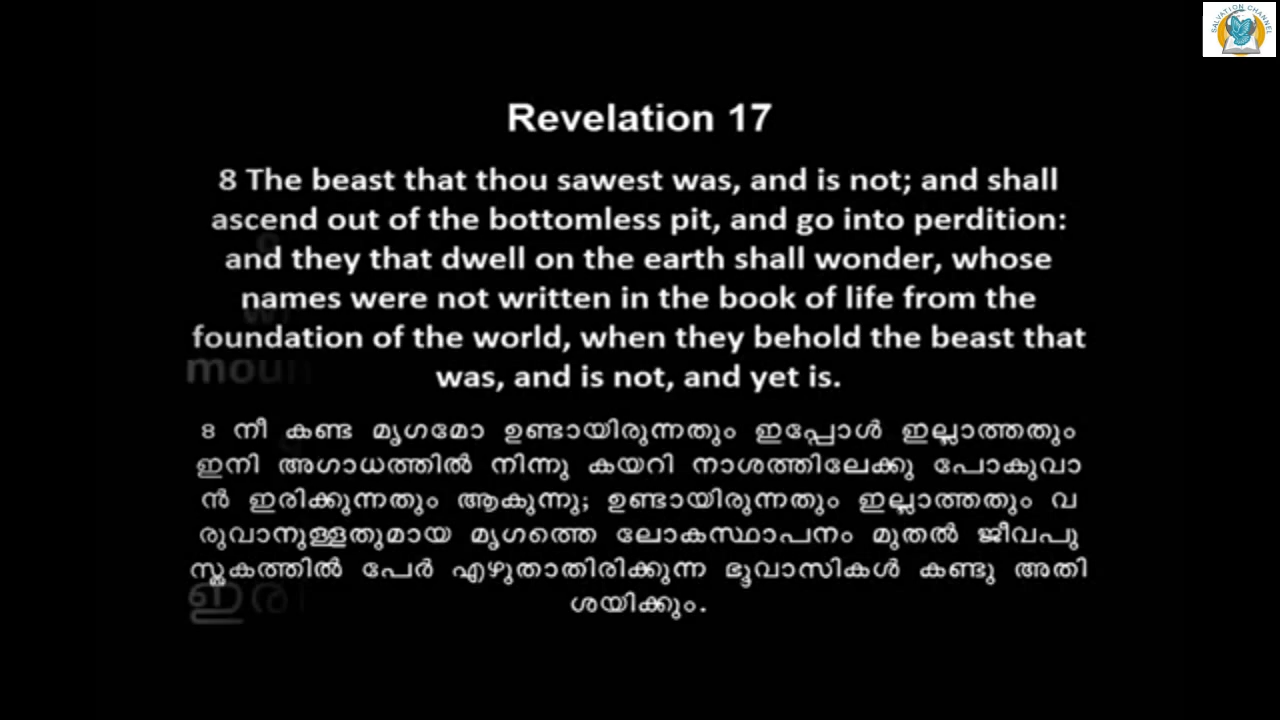 SALVATION CHANNEL
Revelation 17
8 The beast that thou sawest was, and is not; and shall
ascend out of the bottomless pit, and go into perdition:
and they that dwell on the earth shall wonder, whose
names were not written in the book of life from the
foundation of the world, when they behold the beast that
was, and is not, and yet is.
8 നീ കണ്ട മൃഗമോ ഉണ്ടായിരുന്നതും ഇപ്പോൾ ഇല്ലാത്തതും
ഇനി അഗാധത്തിൽ നിന്നു കയറി നാശത്തിലേക്കു പോകുവാ
ൻ ഇരിക്കുന്നതും ആകുന്നു; ഉണ്ടായിരുന്നതും ഇല്ലാത്തതും വ
രുവാനുള്ളതുമായ മൃഗത്തെ ലോകസ്ഥാപനം മുതൽ ജീവപു
സ്തകത്തിൽ പേർ എഴുതാതിരിക്കുന്ന ഭൂവാസികൾ കണ്ടു അതി
ശയിക്കും.